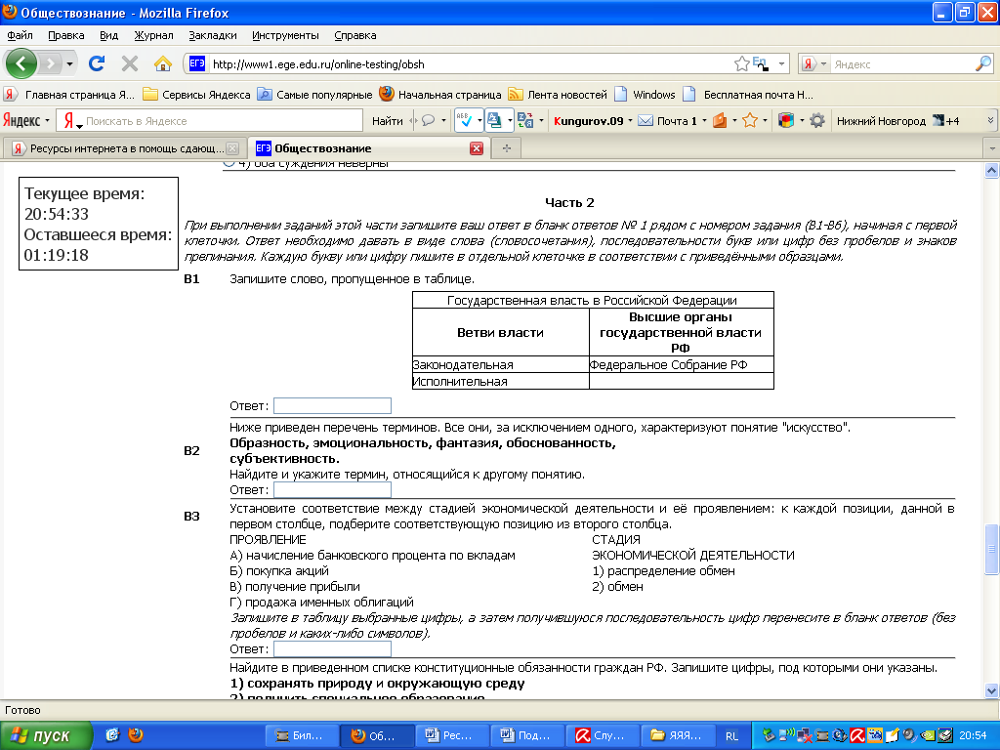 Обществознание - Mozilla Firefox
Файл Правка Вид Журнал Закладки Инструменты Справка
ЕГЭ http://www1.ege.edu.ru/online-testing/obsh Я Яндекс
Главная страница Я... Сервисы Яндекса Самые популярные Начальная страница Лента новостей Windows Бесплатная почта Н...
Яндекс Я Поискать в Яндексе Найти Kungurov.09 Почта 1 Нижний Новгород +4
Ресурсы интернета в помощь сдающ... ЕГЭ Обществознание
4) оба суждения неверны
Текущее время:
20:54:33
Оставшееся время:
01:19:18
Часть 2
При выполнении заданий этой части запишите ваш ответ в бланк ответов № 1 рядом с номером задания (В1-В6), начиная с первой
клеточки. Ответ необходимо давать в виде слова (словосочетания), последовательности букв или цифр без пробелов и знаков
препинания. Каждую букву или цифру пишите в отдельной клеточке в соответствии с приведёнными образцами.
В1 Запишите слово, пропущенное в таблице.
Государственная власть в Российской Федерации
Ветви власти
Высшие органы
государственной власти
РФ
Законодательная Федеральное Собрание РФ
Исполнительная
Ответ:
Ниже приведен перечень терминов. Все они, за исключением одного, характеризуют понятие "искусство".
В2
Образность, эмоциональность, фантазия, обоснованность,
субъективность.
Найдите и укажите термин, относящийся к другому понятию.
Ответ:
В3
Установите соответствие между стадией экономической деятельности и её проявлением: к каждой позиции, данной в
первом столбце, подберите соответствующую позицию из второго столбца.
ПРОЯВЛЕНИЕ СТАДИЯ
А) начисление банковского процента по вкладам ЭКОНОМИЧЕСКОЙ ДЕЯТЕЛЬНОСТИ
Б) покупка акций 1) распределение обмен
В) получение прибыли 2) обмен
Г) продажа именных облигаций
Запишите в таблицу выбранные цифры, а затем получившуюся последовательность цифр перенесите в бланк ответов (без
пробелов и каких-либо символов).
Ответ:
Найдите в приведенном списке конституционные обязанности граждан РФ. Запишите цифры, под которыми они указаны.
1) сохранять природу и окружающую среду
2) получить специальное образование
Готово
пуск Бил... Об... Рес... Под... Слу... ЯЯЯ... RL 20:54